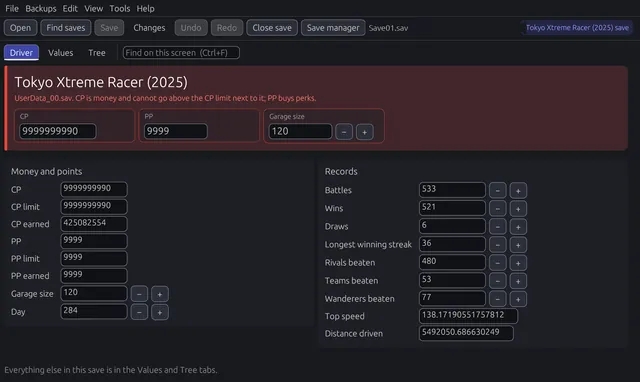 File Backups Edit View Tools Help
Open Find saves Save Changes Undo Redo Close save Save manager Save01.sav Tokyo Xtreme Racer (2025) save
Driver Values Tree Find on this screen (Ctrl+F)
Tokyo Xtreme Racer (2025)
UserData_00.sav. CP is money and cannot go above the CP limit next to it; PP buys perks.
CP PP Garage size
9999999990 9999 120 − +
Money and points
CP 9999999990
CP limit 9999999990
CP earned 425082554
PP 9999
PP limit 9999
PP earned 9999
Garage size 120 − +
Day 284 − +
Records
Battles 533 − +
Wins 521 − +
Draws 6 − +
Longest winning streak 36 − +
Rivals beaten 480 − +
Teams beaten 53 − +
Wanderers beaten 77 − +
Top speed 138.17190551757812
Distance driven 5492050.686630249
Everything else in this save is in the Values and Tree tabs.